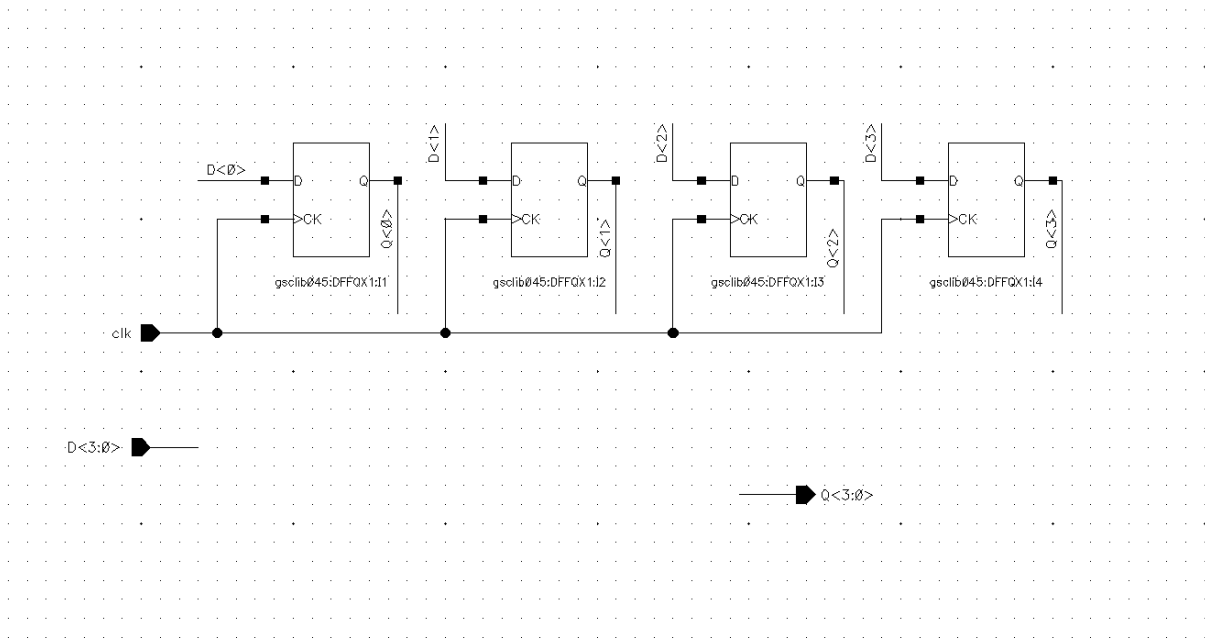 D<0>
D<1>
D<2>
D<3>
D Q
D Q
D Q
D Q
CK
CK
CK
CK
Q<0>
Q<1>
Q<2>
Q<3>
gsclib045:DFFQX1:I1
gsclib045:DFFQX1:I2
gsclib045:DFFQX1:I3
gsclib045:DFFQX1:I4
clk
D<3:0>
Q<3:0>